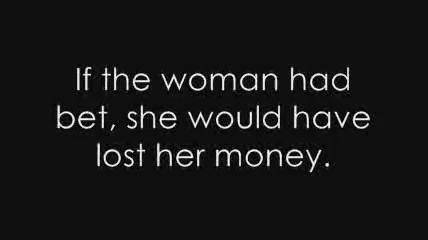 If the woman had
bet, she would have
lost her money.